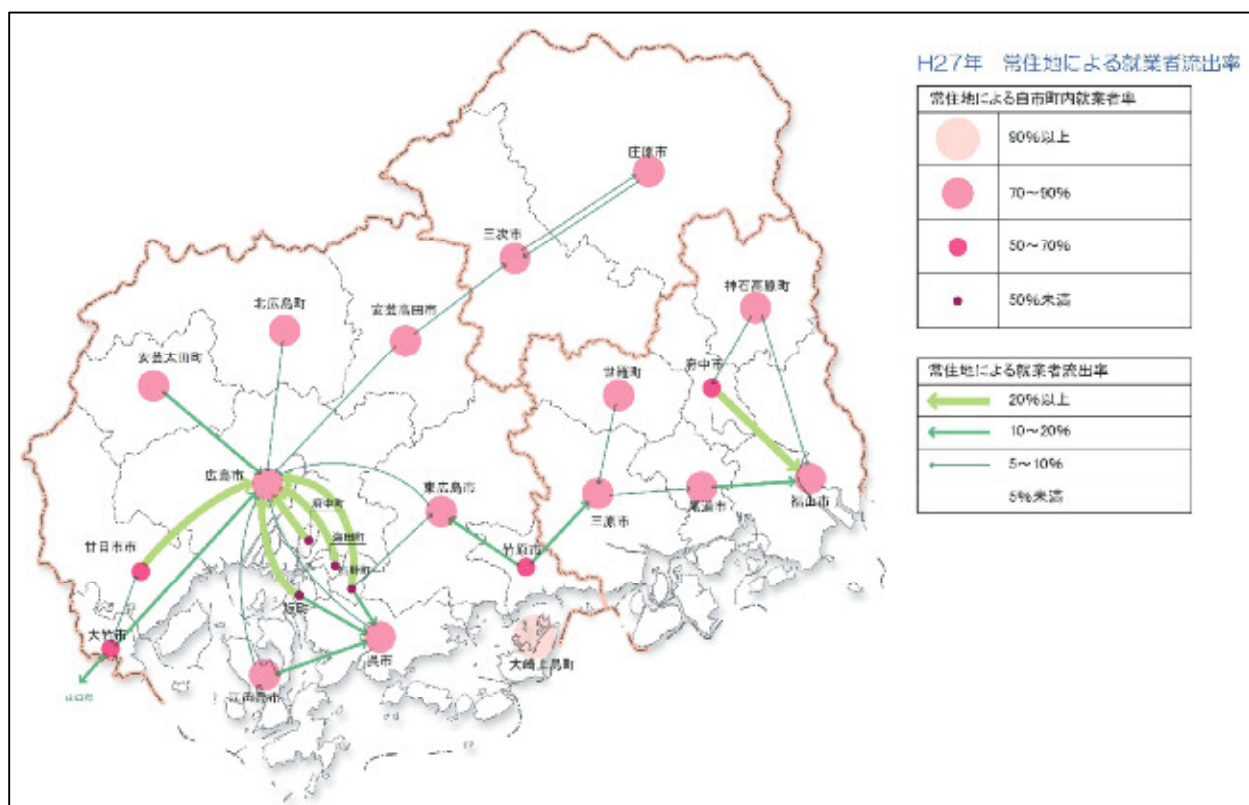 H27年　常住地による就業者流出率
常住地による自市町内就業者率
90％以上
70～90％
50～70％
50％未満
常住地による就業者流出率
20％以上
10～20％
5～10％
5％未満
庄原市
三次市
神石高原町
北広島町
安芸高田市
安芸太田町
世羅町
府中市
広島市
東広島市
府中町
海田町
三原市
尾道市
福山市
竹原市
廿日市市
坂町
大竹市
呉市
大崎上島町
江田島市
山口県